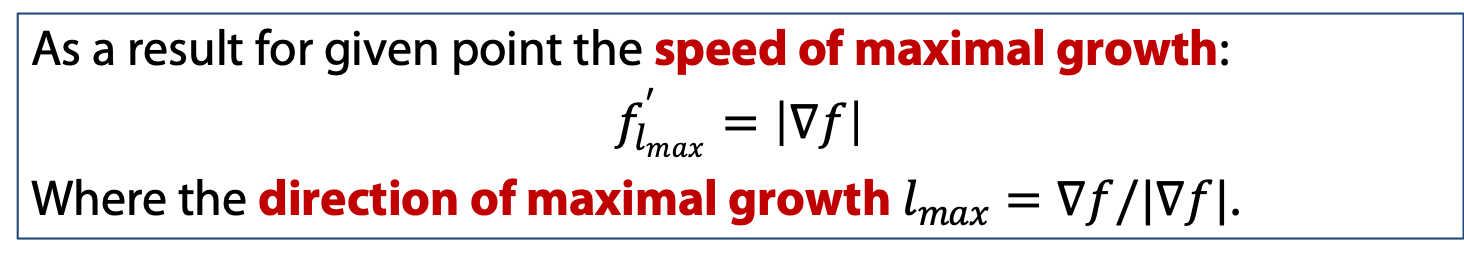 As a result for given point the speed of maximal growth:
f'_{l_{max}} = |∇f|
Where the direction of maximal growth l_{max} = ∇f/|∇f|.